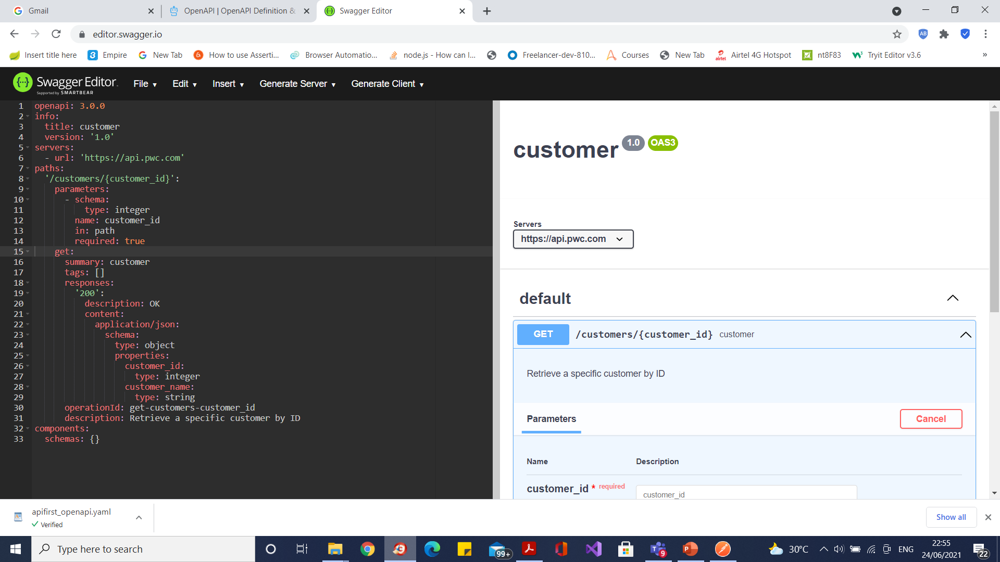 Gmail
OpenAPI | OpenAPI Definition &
Swagger Editor
editor.swagger.io
Insert title here
Empire
New Tab
How to use Asserti...
Browser Automatio...
node.js - How can I...
Freelancer-dev-810...
Courses
New Tab
Airtel 4G Hotspot
nt8F83
Tryit Editor v3.6
»
Swagger Editor
Supported by SMARTBEAR
File
Edit
Insert
Generate Server
Generate Client
1 openapi: 3.0.0
2 info:
3 title: customer
4 version: '1.0'
5 servers:
6 - url: 'https://api.pwc.com'
7 paths:
8 '/customers/{customer_id}':
9 parameters:
10 - schema:
11 type: integer
12 name: customer_id
13 in: path
14 required: true
15 get:
16 summary: customer
17 tags: []
18 responses:
19 '200':
20 description: OK
21 content:
22 application/json:
23 schema:
24 type: object
25 properties:
26 customer_id:
27 type: integer
28 customer_name:
29 type: string
30 operationId: get-customers-customer_id
31 description: Retrieve a specific customer by ID
32 components:
33 schemas: {}
customer 1.0 OAS3
Servers
https://api.pwc.com
default
GET /customers/{customer_id} customer
Retrieve a specific customer by ID
Parameters
Cancel
Name Description
customer_id * required
customer_id
apifirst_openapi.yaml
Verified
Show all
Type here to search
99+
9
30°C
ENG
22:55
24/06/2021
22